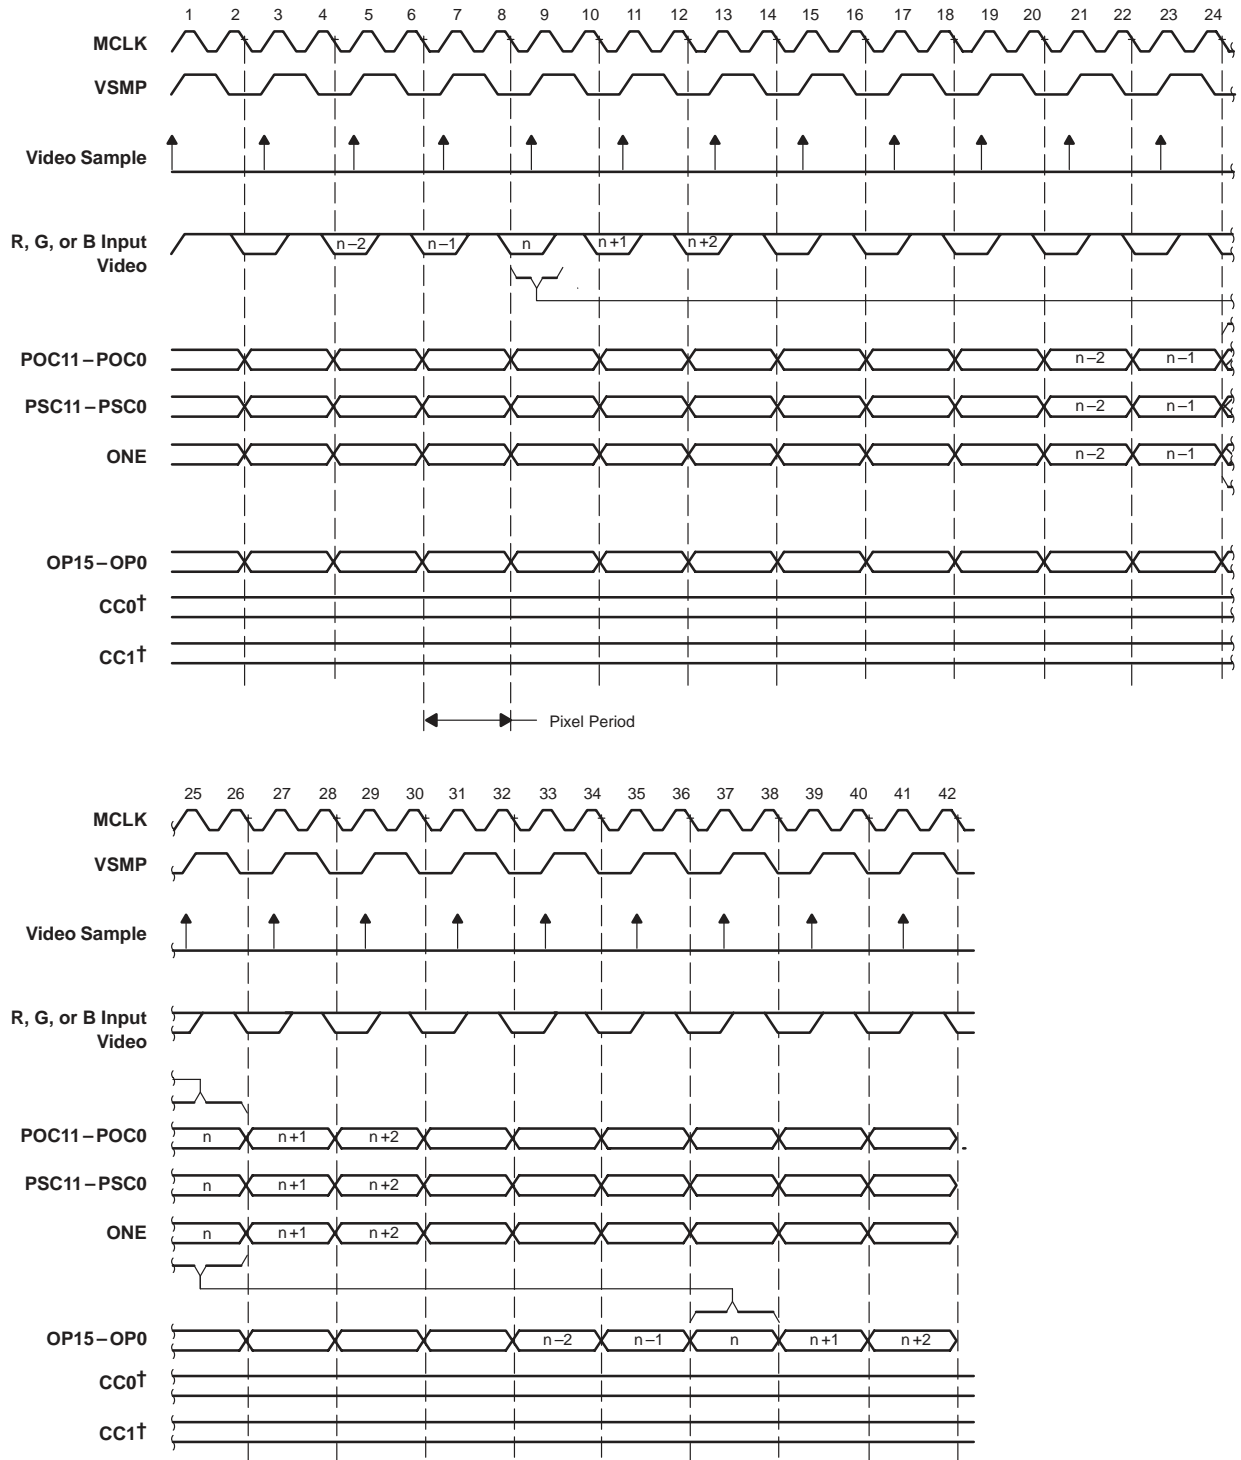 1 2 3 4 5 6 7 8 9 10 11 12 13 14 15 16 17 18 19 20 21 22 23 24
MCLK
VSMP
Video Sample
R, G, or B Input
Video
n–2 n–1 n n+1 n+2
POC11–POC0 n–2 n–1
PSC11–PSC0 n–2 n–1
ONE n–2 n–1
OP15–OP0
CC0†
CC1†
Pixel Period
25 26 27 28 29 30 31 32 33 34 35 36 37 38 39 40 41 42
MCLK
VSMP
Video Sample
R, G, or B Input
Video
POC11–POC0 n n+1 n+2
PSC11–PSC0 n n+1 n+2
ONE n n+1 n+2
OP15–OP0 n–2 n–1 n n+1 n+2
CC0†
CC1†